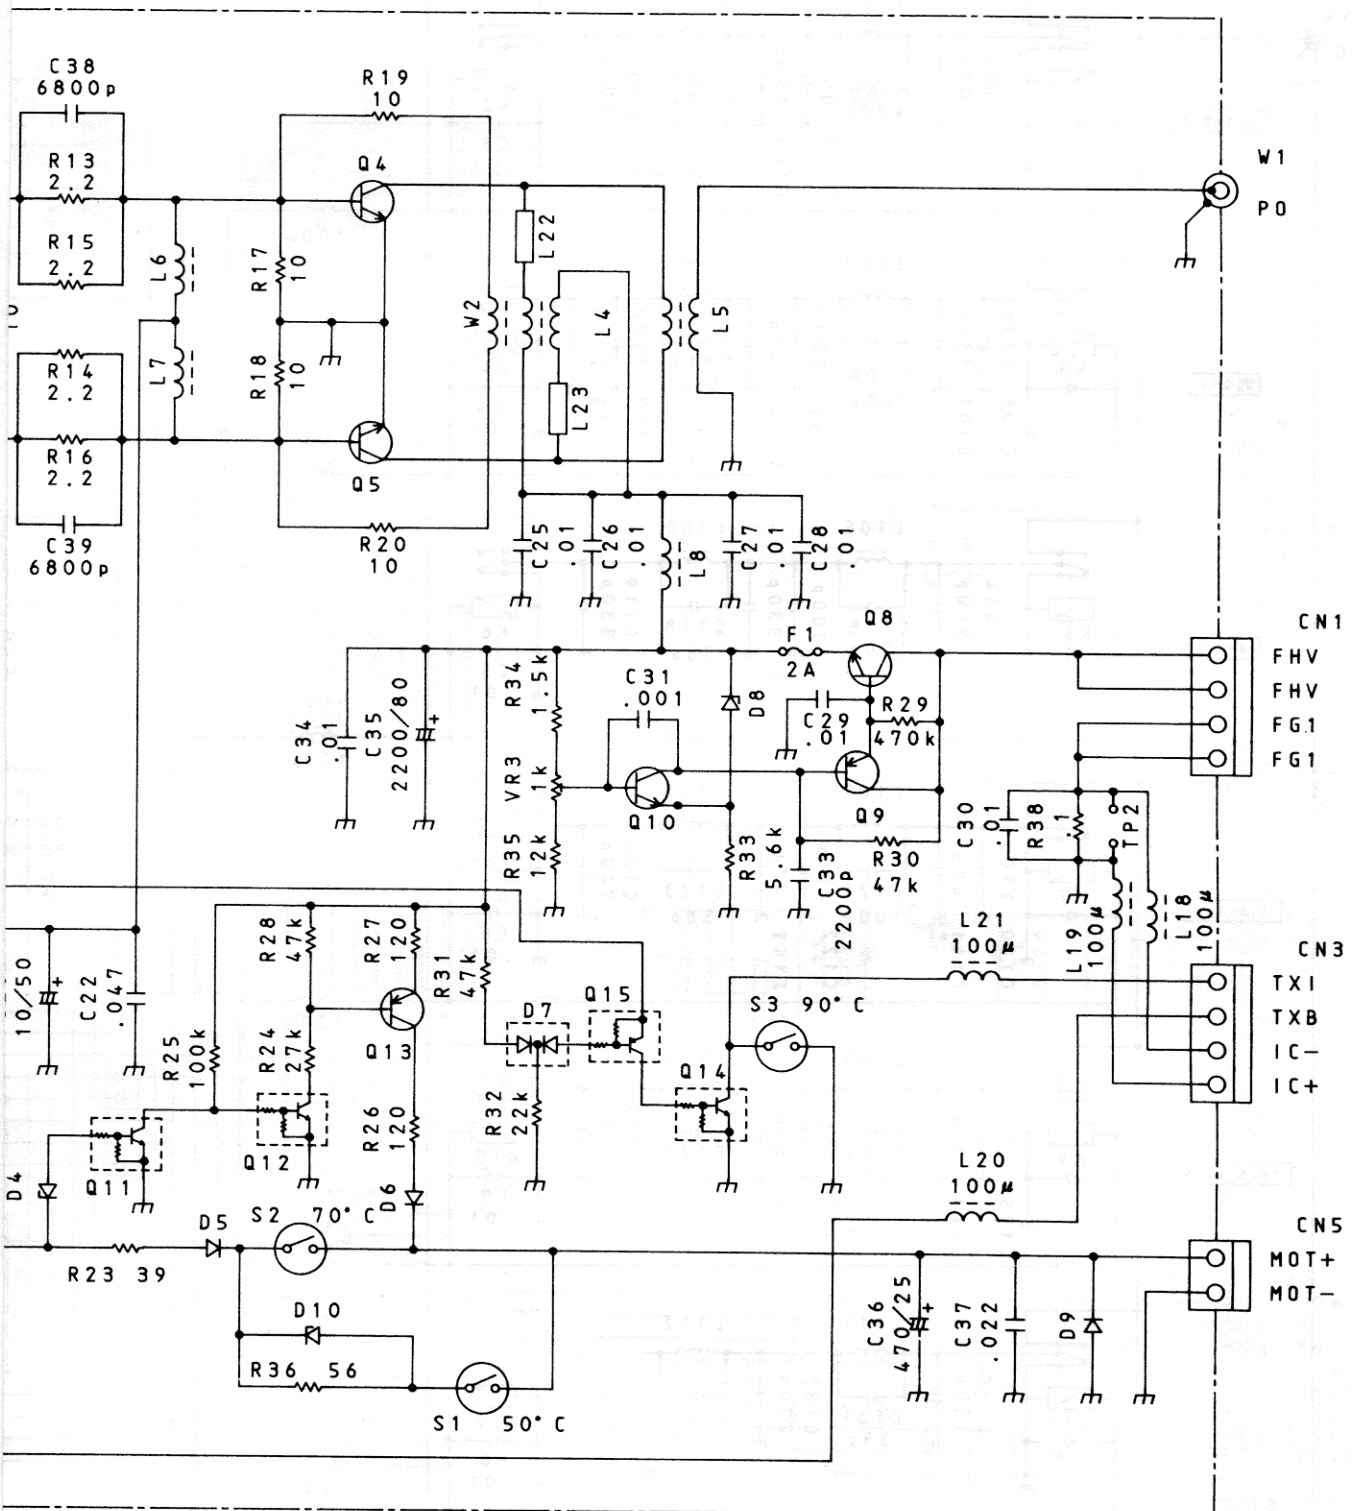 C38
6800p
R13
2.2
R15
2.2
R19
10
Q4
W1
PO
L6
R17
10
L22
W2
L4
L5
L7
R14
2.2
R18
10
L23
R16
2.2
Q5
C39
6800p
R20
10
C25
.01
C26
.01
L8
C27
.01
C28
.01
Q8
F1
2A
CN1
FHV
FHV
FG1
FG1
C34
.01
C35
2200/80
+
R34
1.5k
C31
.001
D8
C29
.01
R29
470k
VR3
1k
Q10
Q9
R35
12k
R33
5.6k
C33
2200p
R30
47k
C30
.01
R38
.1
TP2
L19
100μ
L18
100μ
L21
100μ
CN3
TXI
TXB
IC-
IC+
10/50
+
C22
.047
R25
100k
R28
47k
R27
120
R31
47k
R24
27k
Q13
D7
Q15
S3 90°C
R32
22k
Q14
R26
120
Q12
Q11
D4
D6
L20
100μ
D5
S2 70°C
R23 39
CN5
MOT+
MOT-
D10
R36 56
S1 50°C
C36
470/25
+
C37
.022
D9